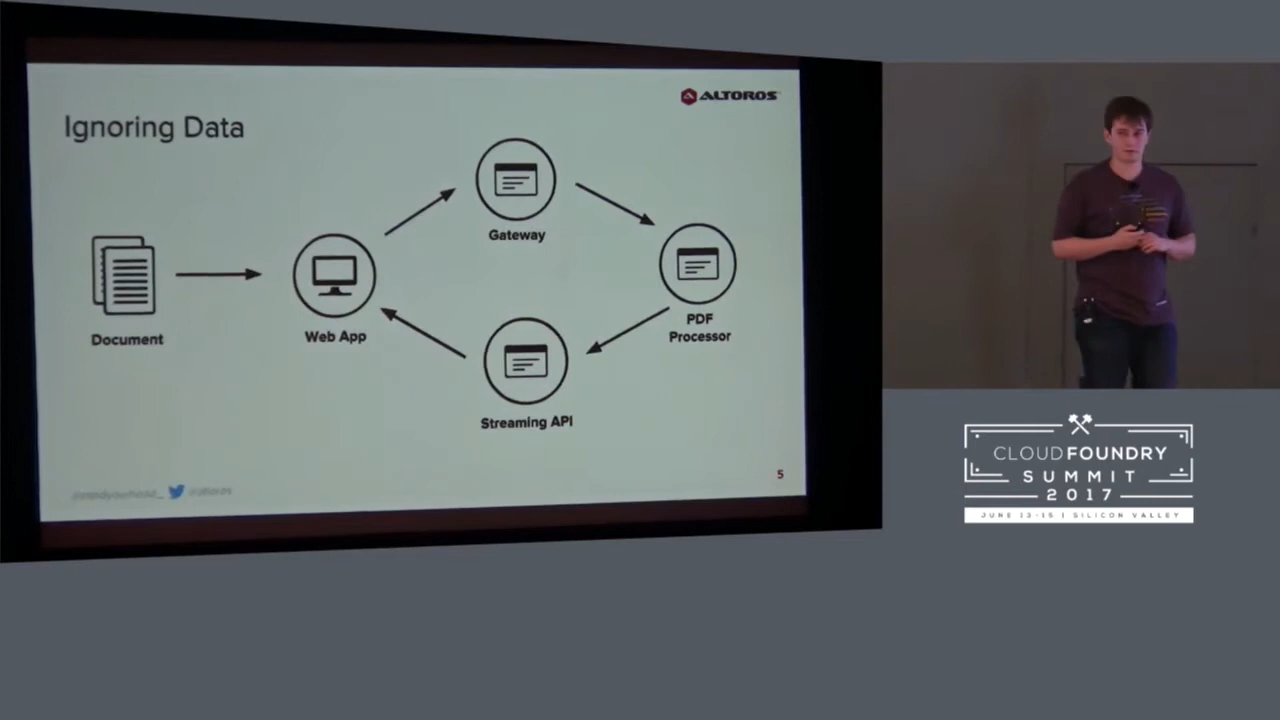 Ignoring Data
ALTOROS
Gateway
Document
Web App
PDF
Processor
Streaming API
5
@altoros
CLOUDFOUNDRY
SUMMIT
2017
JUNE 13-15 | SILICON VALLEY